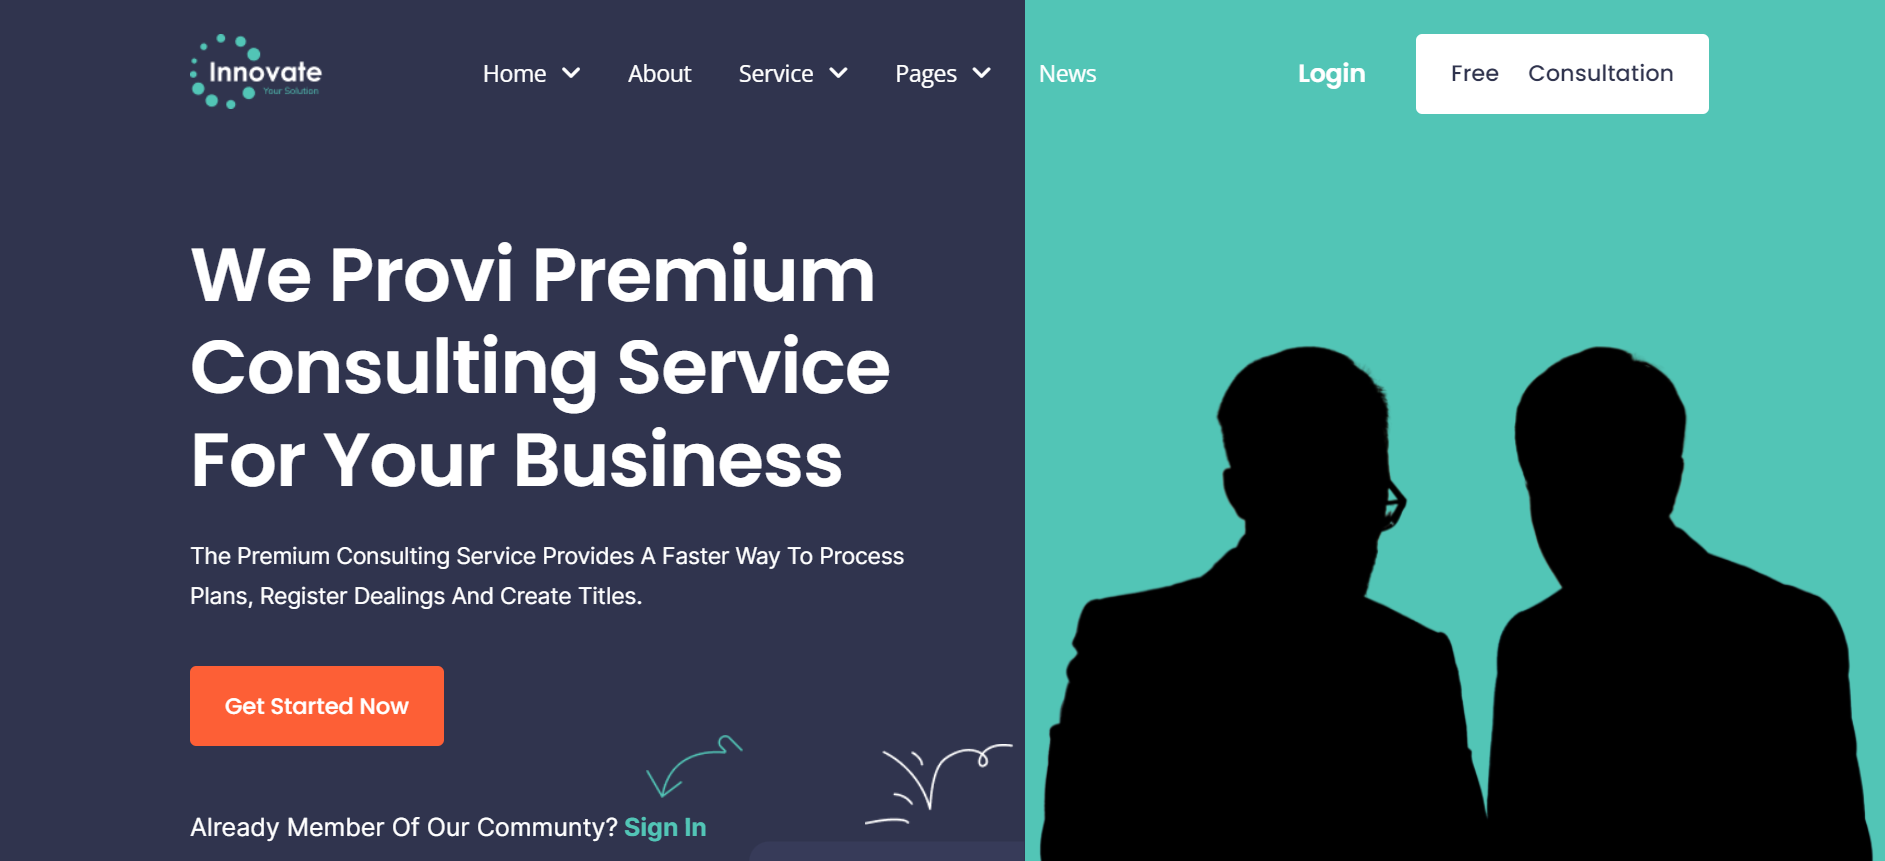 Innovate
Your Solution
Home About Service Pages News Login Free Consultation
We Provi Premium
Consulting Service
For Your Business
The Premium Consulting Service Provides A Faster Way To Process
Plans, Register Dealings And Create Titles.
Get Started Now
Already Member Of Our Communty? Sign In